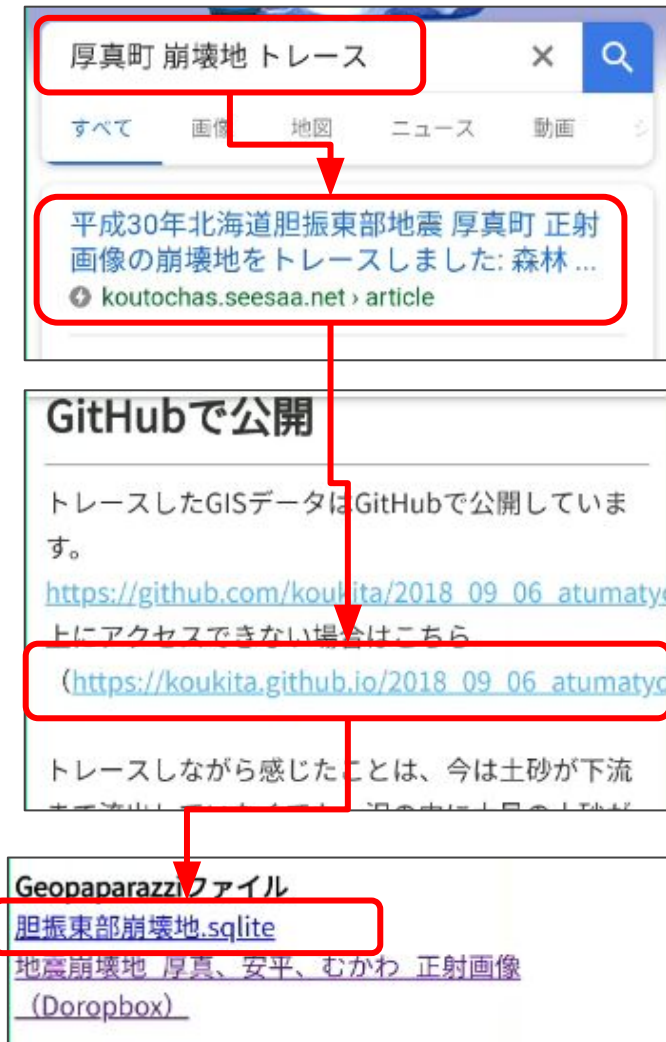 厚真町 崩壊地 トレース
すべて 画像 地図 ニュース 動画
平成30年北海道胆振東部地震 厚真町 正射
画像の崩壊地をトレースしました: 森林 ...
koutochas.seesaa.net › article
GitHubで公開
トレースしたGISデータはGitHubで公開していま
す。
https://github.com/koukita/2018_09_06_atumatyo
上にアクセスできない場合はこちら
（https://koukita.github.io/2018_09_06_atumatyo
トレースしながら感じたことは、今は土砂が下流
Geopaparazziファイル
胆振東部崩壊地.sqlite
地震崩壊地_厚真、安平、むかわ_正射画像
（Doropbox）